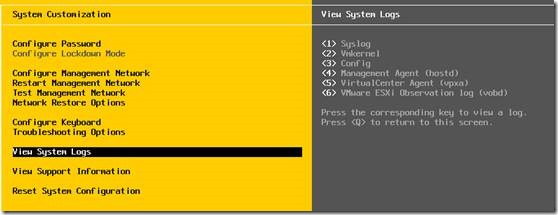 System Customization
Configure Password
Configure Lockdown Mode
Configure Management Network
Restart Management Network
Test Management Network
Network Restore Options
Configure Keyboard
Troubleshooting Options
View System Logs
View Support Information
Reset System Configuration
View System Logs
<1> Syslog
<2> Vmkernel
<3> Config
<4> Management Agent (hostd)
<5> VirtualCenter Agent (vpxa)
<6> VMware ESXi Observation log (vobd)
Press the corresponding key to view a log.
Press <Q> to return to this screen.